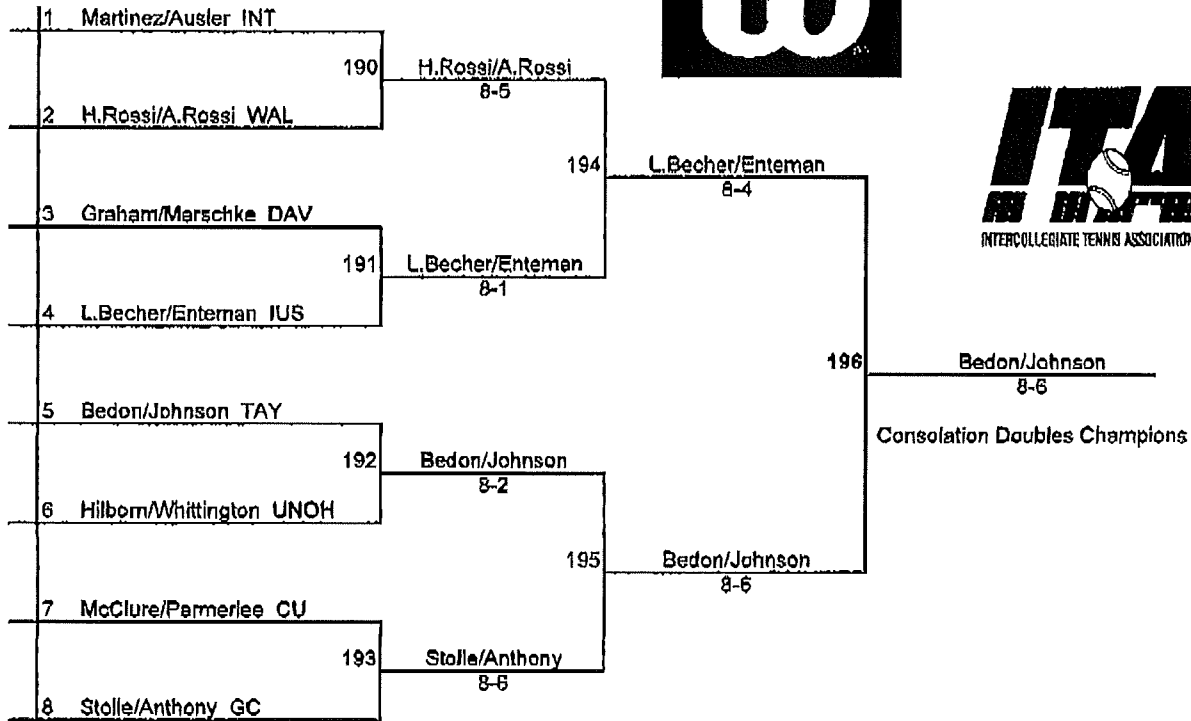 1 Martinez/Ausler INT
190 H.Rossi/A.Rossi
8-5
2 H.Rossi/A.Rossi WAL
194 L.Becher/Enteman
8-4
3 Graham/Marschke DAV
191 L.Becher/Enteman
8-1
4 L.Becher/Enteman IUS
ITA
INTERCOLLEGIATE TENNIS ASSOCIATION
196 Bedon/Johnson
8-6
Consolation Doubles Champions
5 Bedon/Johnson TAY
192 Bedon/Johnson
8-2
6 Hilborn/Whittington UNOH
195 Bedon/Johnson
8-6
7 McClure/Parmerlee CU
193 Stolle/Anthony
8-6
8 Stolle/Anthony GC